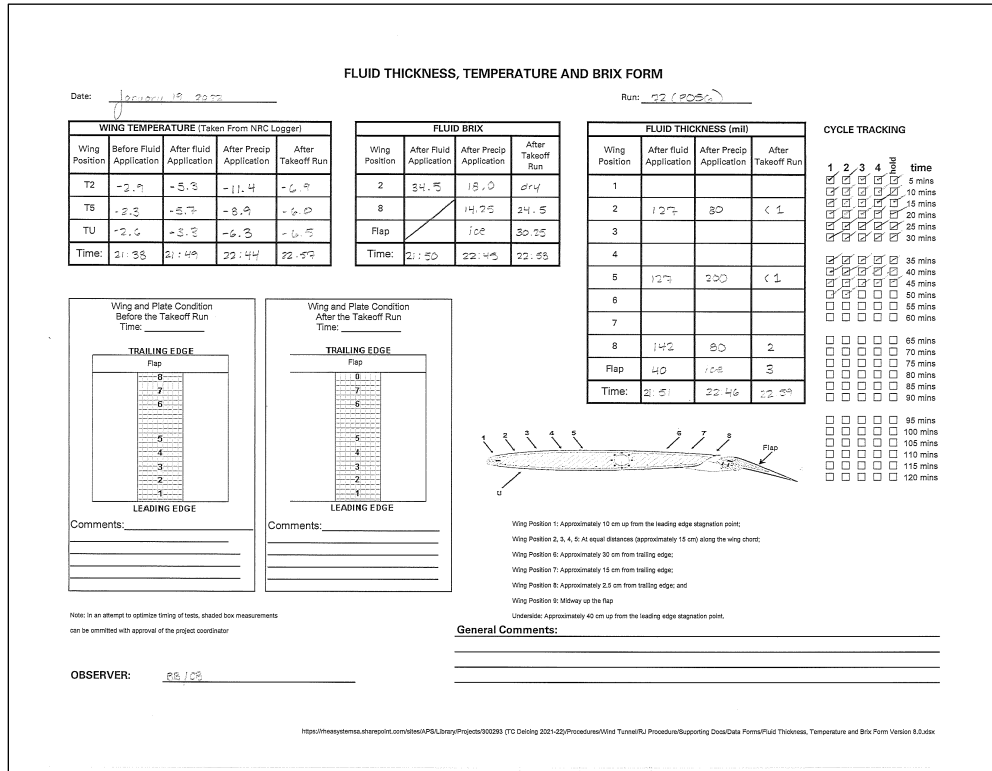 FLUID THICKNESS, TEMPERATURE AND BRIX FORM
Date: January 19, 2022
Run: 22 (POSG)
WING TEMPERATURE (Taken From NRC Logger)
Wing Position | Before Fluid Application | After fluid Application | After Precip Application | After Takeoff Run
T2 | -2.9 | -5.3 | -11.4 | -6.9
T5 | -2.3 | -5.7 | -8.9 | -6.0
TU | -2.6 | -3.3 | -6.3 | -6.5
Time: | 21:38 | 21:49 | 22:44 | 22:57
FLUID BRIX
Wing Position | After Fluid Application | After Precip Application | After Takeoff Run
2 | 34.5 | 18.0 | dry
8 | 14.25 | 24.5
Flap | ice | 30.25
Time: | 21:50 | 22:45 | 22:58
FLUID THICKNESS (mil)
Wing Position | After fluid Application | After Precip Application | After Takeoff Run
1
2 | 127 | 80 | < 1
3
4
5 | 127 | 200 | < 1
6
7
8 | 142 | 80 | 2
Flap | 40 | ice | 3
Time: | 21:51 | 22:46 | 22:59
CYCLE TRACKING
1 2 3 4 hold time
5 mins
10 mins
15 mins
20 mins
25 mins
30 mins
35 mins
40 mins
45 mins
50 mins
55 mins
60 mins
65 mins
70 mins
75 mins
80 mins
85 mins
90 mins
95 mins
100 mins
105 mins
110 mins
115 mins
120 mins
Wing and Plate Condition
Before the Takeoff Run
Time:
TRAILING EDGE
Flap
8
7
6
5
4
3
2
1
LEADING EDGE
Comments:
Wing and Plate Condition
After the Takeoff Run
Time:
TRAILING EDGE
Flap
7
6
5
4
3
2
1
LEADING EDGE
Comments:
1 2 3 4 5 6 7 8 Flap
U
Wing Position 1: Approximately 10 cm up from the leading edge stagnation point;
Wing Position 2, 3, 4, 5: At equal distances (approximately 15 cm) along the wing chord;
Wing Position 6: Approximately 30 cm from trailing edge;
Wing Position 7: Approximately 15 cm from trailing edge;
Wing Position 8: Approximately 2.5 cm from trailing edge; and
Wing Position 9: Midway up the flap
Underside: Approximately 40 cm up from the leading edge stagnation point.
Note: In an attempt to optimize timing of tests, shaded box measurements
can be ommitted with approval of the project coordinator
General Comments:
OBSERVER: BB / CB
https://rheasystemsa.sharepoint.com/sites/APS/Library/Projects/300293 (TC Deicing 2021-22)/Procedures/Wind Tunnel/RJ Procedure/Supporting Docs/Data Forms/Fluid Thickness, Temperature and Brix Form Version 8.0.xlsx